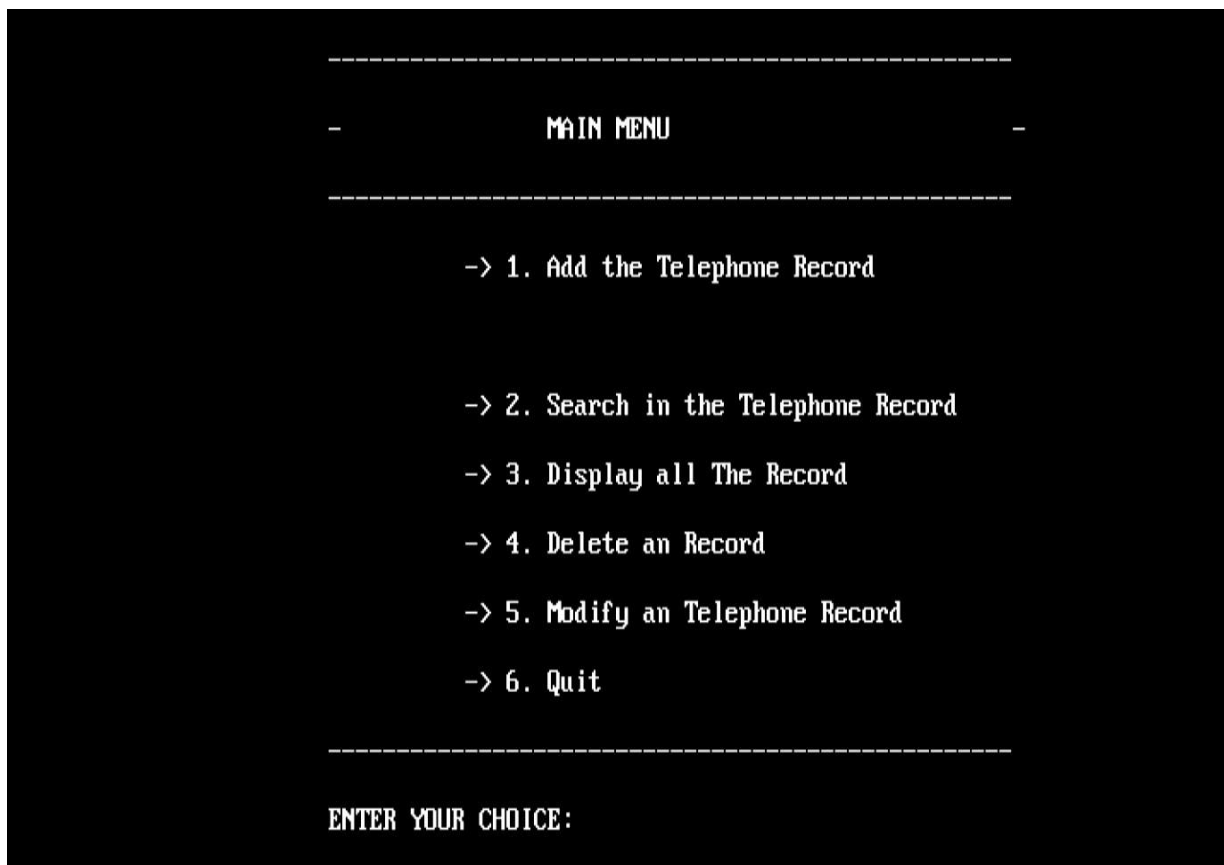 --------------------------------------------------
- MAIN MENU -
--------------------------------------------------
-> 1. Add the Telephone Record
-> 2. Search in the Telephone Record
-> 3. Display all The Record
-> 4. Delete an Record
-> 5. Modify an Telephone Record
-> 6. Quit
--------------------------------------------------
ENTER YOUR CHOICE: